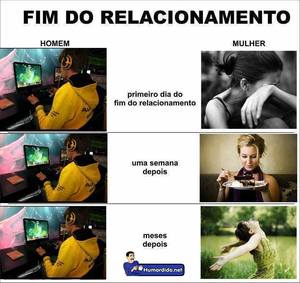 FIM DO RELACIONAMENTO
HOMEM
MULHER
primeiro dia do
fim do relacionamento
uma semana
depois
meses
depois
Humordido.net